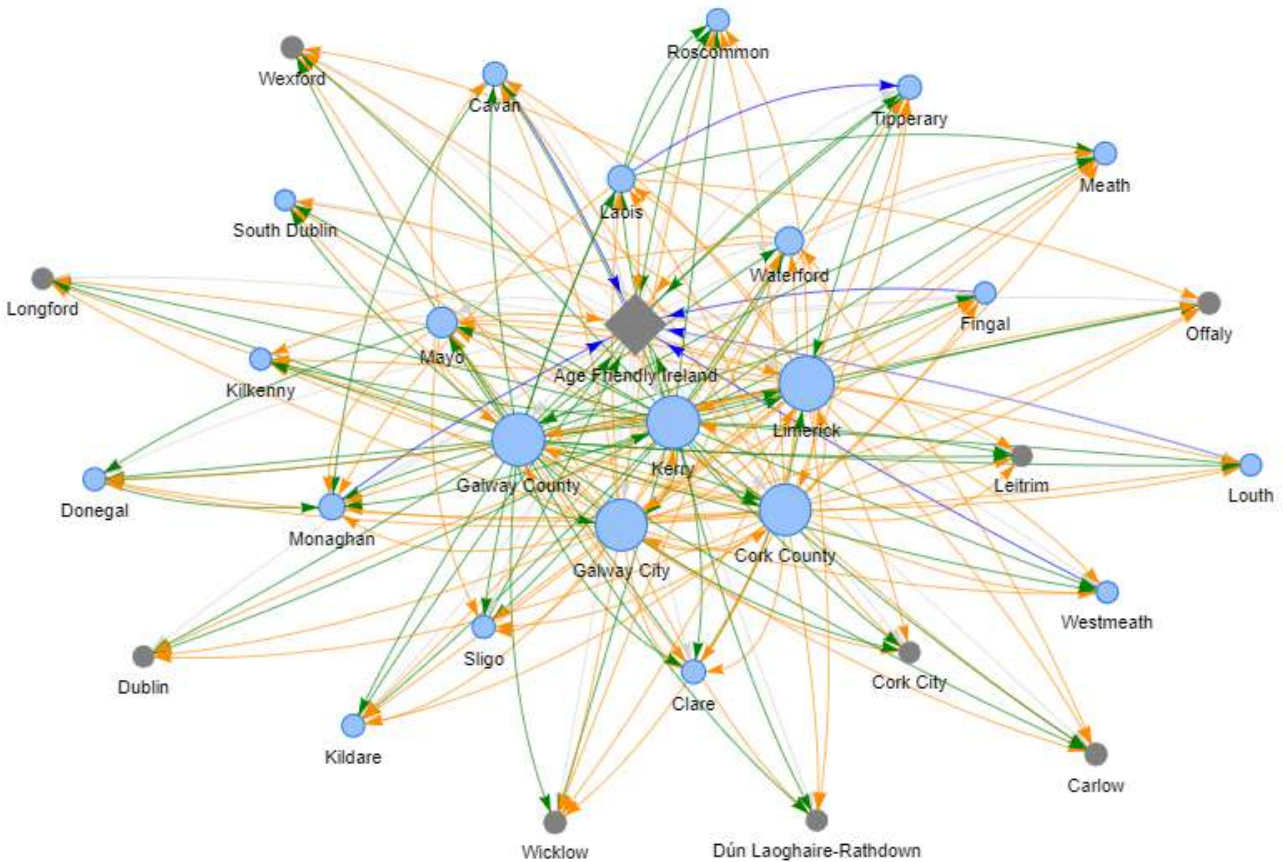 Roscommon
Wexford
Cavan
Tipperary
Meath
Laois
South Dublin
Waterford
Longford
Fingal
Offaly
Mayo
Age Friendly Ireland
Kilkenny
Limerick
Kerry
Galway County
Leitrim
Louth
Donegal
Monaghan
Cork County
Galway City
Westmeath
Sligo
Cork City
Dublin
Clare
Kildare
Carlow
Wicklow
Dún Laoghaire-Rathdown